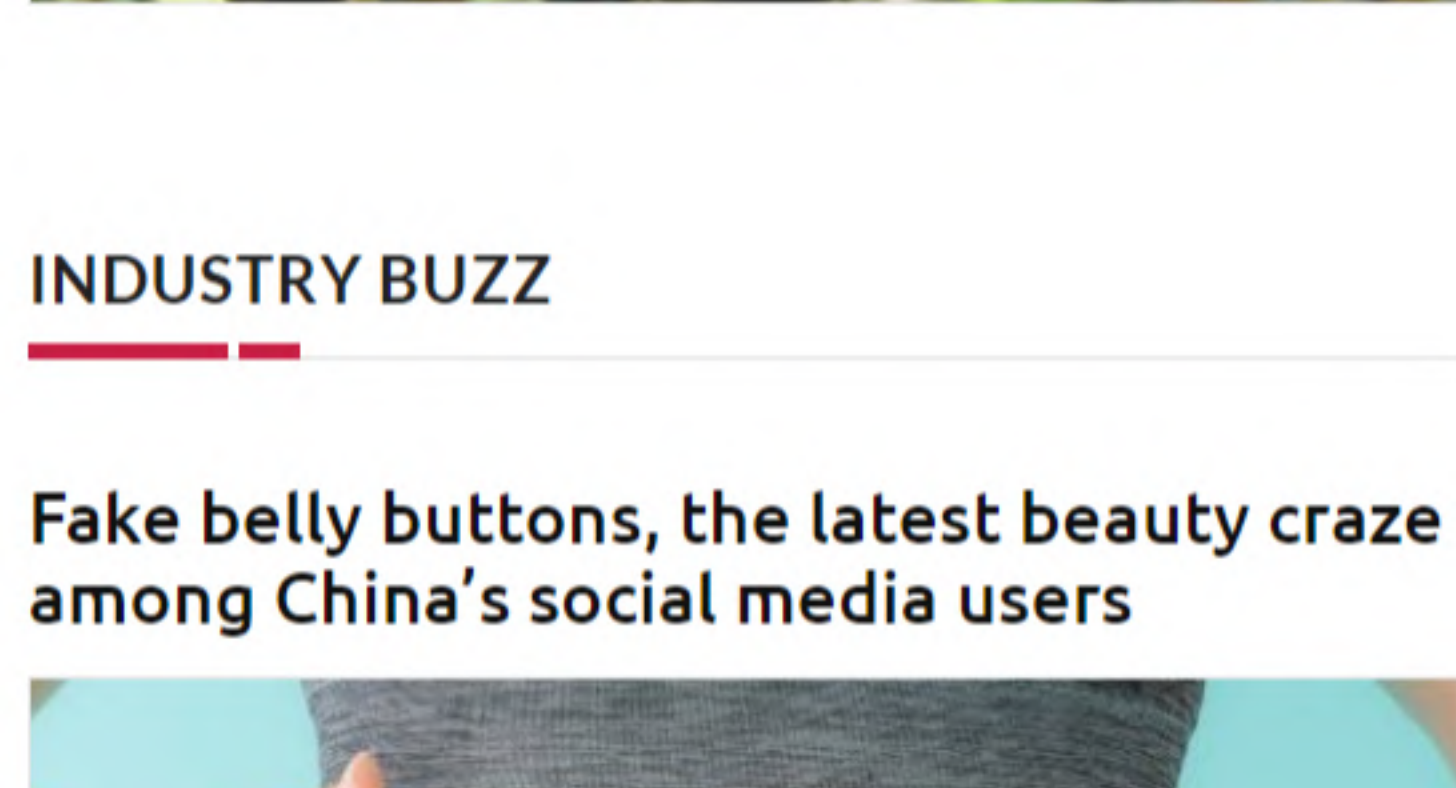 INDUSTRY BUZZ
Fake belly buttons, the latest beauty craze
among China’s social media users